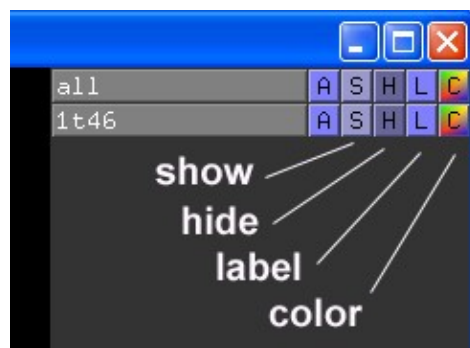 all A S H L C
1t46 A S H L C
show
hide
label
color